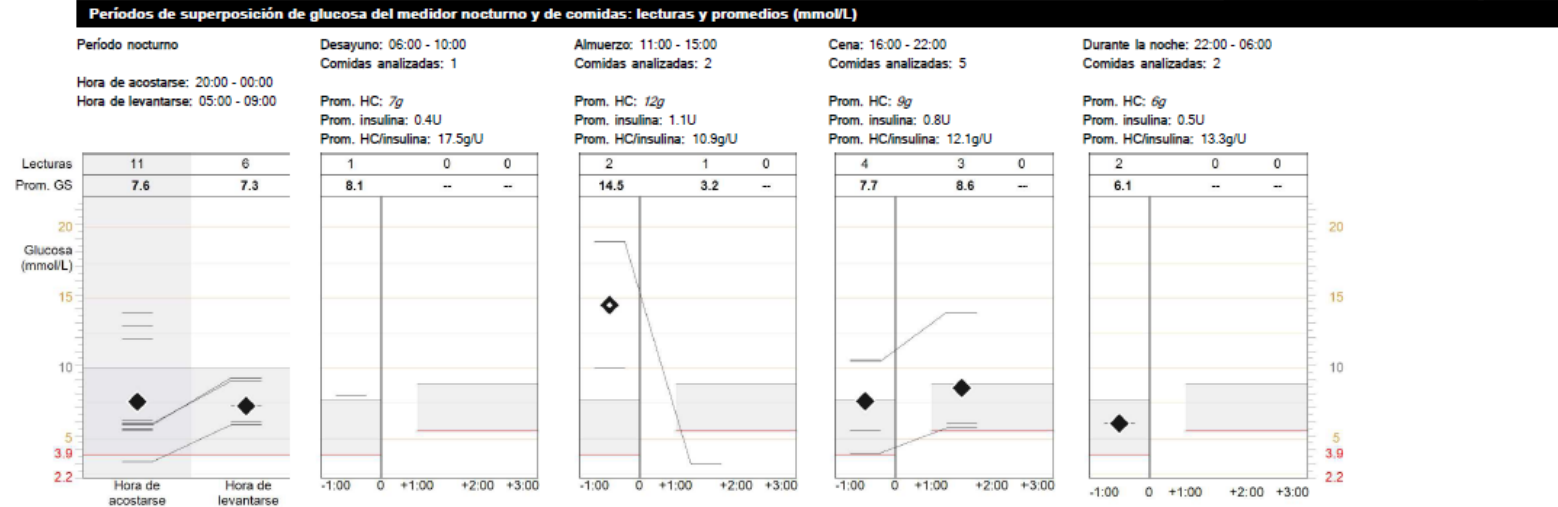 Períodos de superposición de glucosa del medidor nocturno y de comidas: lecturas y promedios (mmol/L)
Período nocturno
Hora de acostarse: 20:00 - 00:00
Hora de levantarse: 05:00 - 09:00
Desayuno: 06:00 - 10:00
Comidas analizadas: 1
Prom. HC: 7g
Prom. insulina: 0.4U
Prom. HC/insulina: 17.5g/U
Almuerzo: 11:00 - 15:00
Comidas analizadas: 2
Prom. HC: 12g
Prom. insulina: 1.1U
Prom. HC/insulina: 10.9g/U
Cena: 16:00 - 22:00
Comidas analizadas: 5
Prom. HC: 9g
Prom. insulina: 0.8U
Prom. HC/insulina: 12.1g/U
Durante la noche: 22:00 - 06:00
Comidas analizadas: 2
Prom. HC: 6g
Prom. insulina: 0.5U
Prom. HC/insulina: 13.3g/U
Lecturas 11 6 1 0 0 2 1 0 4 3 0 2 0 0
Prom. GS 7.6 7.3 8.1 -- -- 14.5 3.2 -- 7.7 8.6 -- 6.1 -- --
20 20
Glucosa
(mmol/L)
15 15
10 10
5 5
3.9 3.9
2.2 2.2
Hora de
acostarse
Hora de
levantarse
-1:00 0 +1:00 +2:00 +3:00
-1:00 0 +1:00 +2:00 +3:00
-1:00 0 +1:00 +2:00 +3:00
-1:00 0 +1:00 +2:00 +3:00